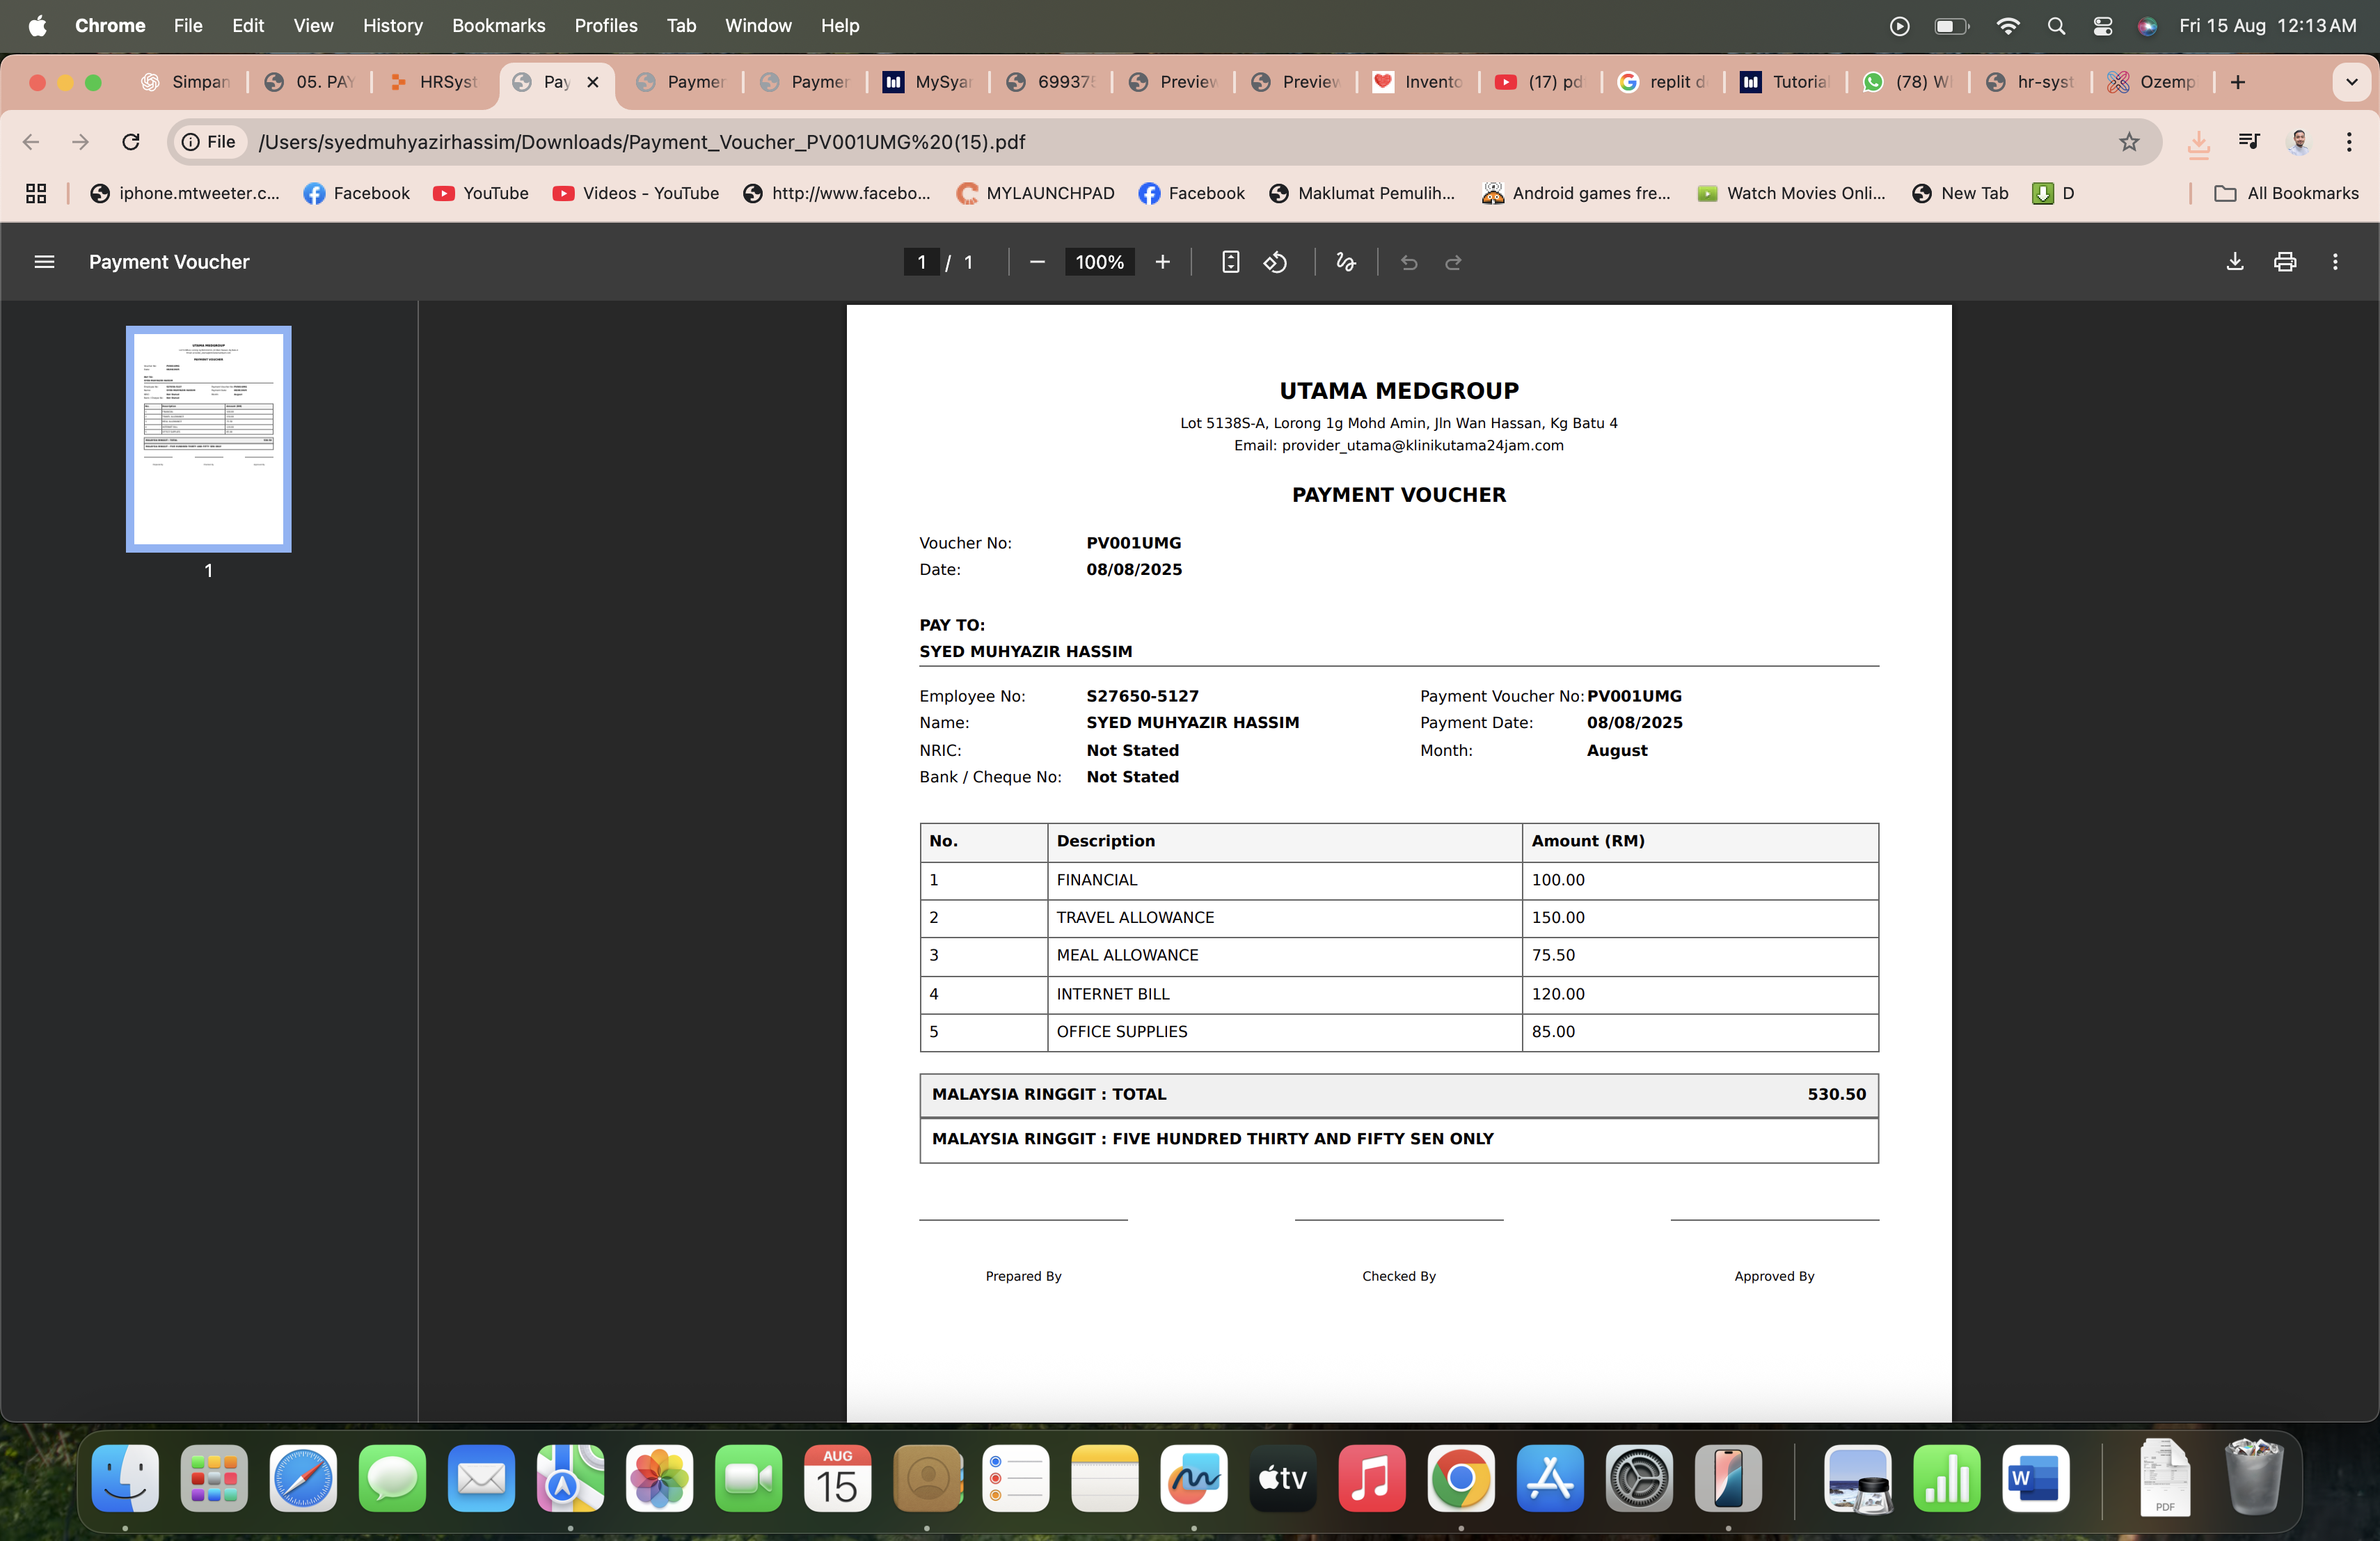 Chrome File Edit View History Bookmarks Profiles Tab Window Help Fri 15 Aug 12:13 AM
Simpan 05. PAY HRSyst Pay Paymen Paymen MySyar 69937 Preview Preview Invento (17) pd replit d Tutorial (78) W hr-syst Ozemp
File /Users/syedmuhyazirhassim/Downloads/Payment_Voucher_PV001UMG%20(15).pdf
iphone.mtweeter.c... Facebook YouTube Videos - YouTube http://www.facebo... MYLAUNCHPAD Facebook Maklumat Pemulih... Android games fre... Watch Movies Onli... New Tab D All Bookmarks
Payment Voucher 1 / 1 100%
1
UTAMA MEDGROUP
Lot 5138S-A, Lorong 1g Mohd Amin, Jln Wan Hassan, Kg Batu 4
Email: provider_utama@klinikutama24jam.com
PAYMENT VOUCHER
Voucher No: PV001UMG
Date: 08/08/2025
PAY TO:
SYED MUHYAZIR HASSIM
Employee No: S27650-5127 Payment Voucher No: PV001UMG
Name: SYED MUHYAZIR HASSIM Payment Date: 08/08/2025
NRIC: Not Stated Month: August
Bank / Cheque No: Not Stated
No. Description Amount (RM)
1 FINANCIAL 100.00
2 TRAVEL ALLOWANCE 150.00
3 MEAL ALLOWANCE 75.50
4 INTERNET BILL 120.00
5 OFFICE SUPPLIES 85.00
MALAYSIA RINGGIT : TOTAL 530.50
MALAYSIA RINGGIT : FIVE HUNDRED THIRTY AND FIFTY SEN ONLY
Prepared By Checked By Approved By
AUG
15
tv
W
PDF